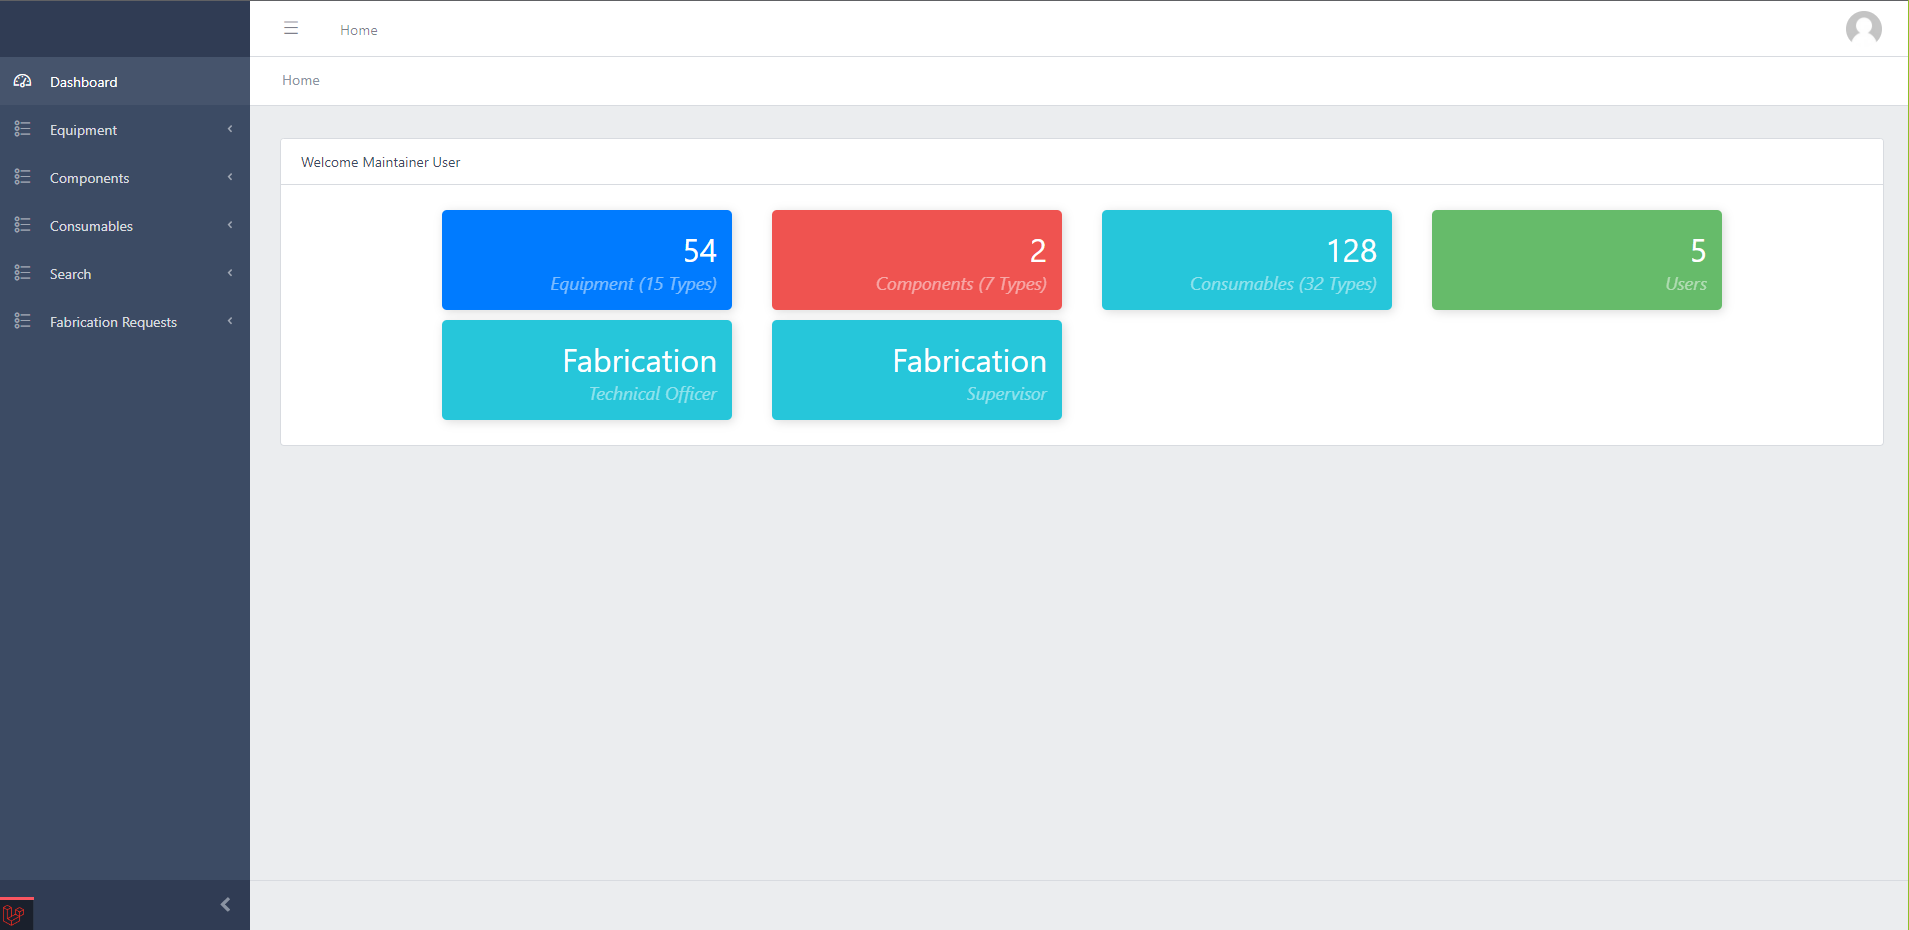 Home
Home
Dashboard
Equipment
Components
Consumables
Search
Fabrication Requests
Welcome Maintainer User
54
Equipment (15 Types)
2
Components (7 Types)
128
Consumables (32 Types)
5
Users
Fabrication
Technical Officer
Fabrication
Supervisor